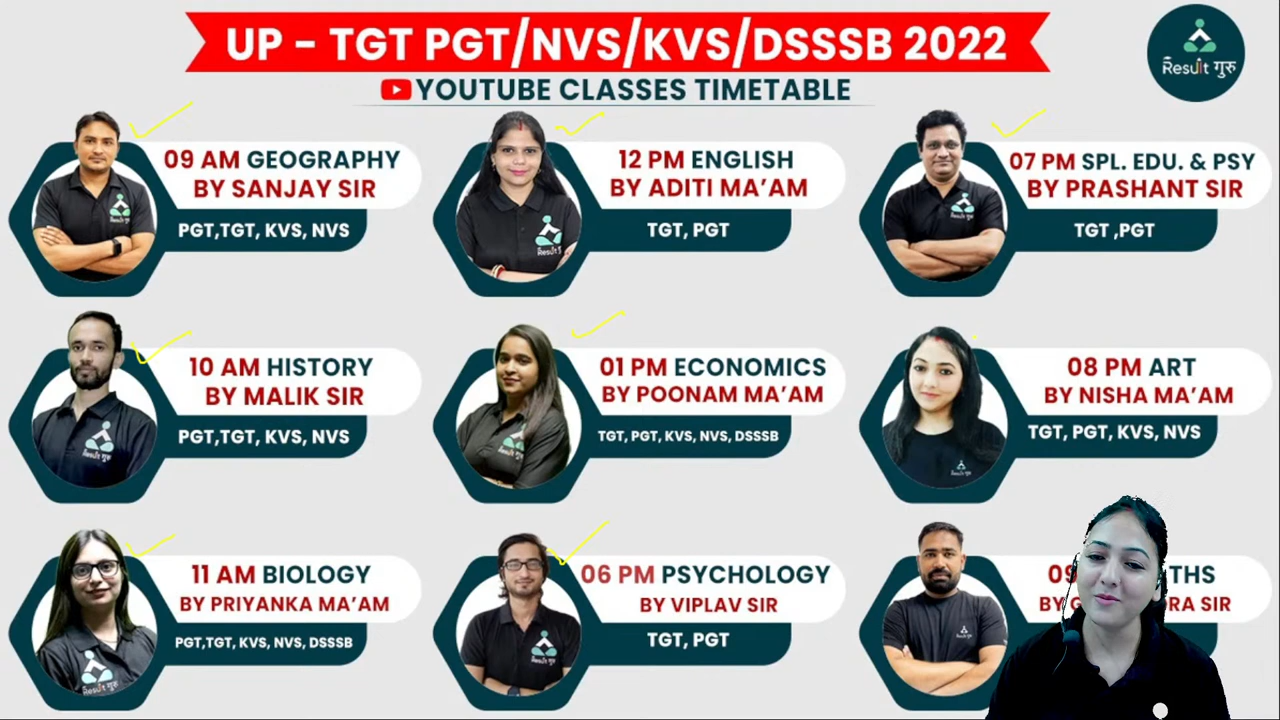 UP - TGT PGT/NVS/KVS/DSSSB 2022
YOUTUBE CLASSES TIMETABLE
Result गुरु
09 AM GEOGRAPHY
BY SANJAY SIR
PGT,TGT, KVS, NVS
12 PM ENGLISH
BY ADITI MA'AM
TGT, PGT
07 PM SPL. EDU. & PSY
BY PRASHANT SIR
TGT ,PGT
10 AM HISTORY
BY MALIK SIR
PGT,TGT, KVS, NVS
01 PM ECONOMICS
BY POONAM MA'AM
TGT, PGT, KVS, NVS, DSSSB
08 PM ART
BY NISHA MA'AM
TGT, PGT, KVS, NVS
11 AM BIOLOGY
BY PRIYANKA MA'AM
PGT,TGT, KVS, NVS, DSSSB
06 PM PSYCHOLOGY
BY VIPLAV SIR
TGT, PGT
BY
SIR